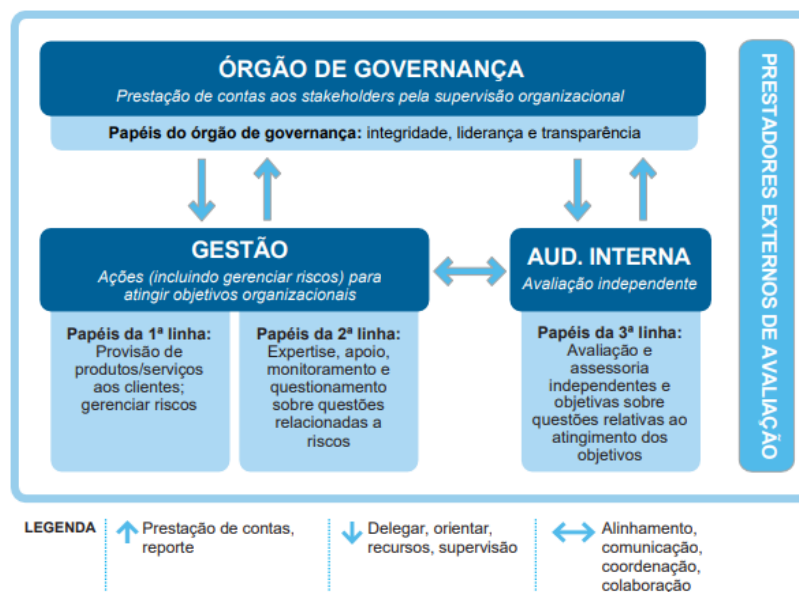 ÓRGÃO DE GOVERNANÇA
Prestação de contas aos stakeholders pela supervisão organizacional
Papéis do órgão de governança: integridade, liderança e transparência
GESTÃO
Ações (incluindo gerenciar riscos) para
atingir objetivos organizacionais
Papéis da 1ª linha:
Provisão de
produtos/serviços
aos clientes;
gerenciar riscos
Papéis da 2ª linha:
Expertise, apoio,
monitoramento e
questionamento
sobre questões
relacionadas a
riscos
AUD. INTERNA
Avaliação independente
Papéis da 3ª linha:
Avaliação e
assessoria
independentes e
objetivas sobre
questões relativas ao
atingimento dos
objetivos
PRESTADORES EXTERNOS DE AVALIAÇÃO
LEGENDA
Prestação de contas,
reporte
Delegar, orientar,
recursos, supervisão
Alinhamento,
comunicação,
coordenação,
colaboração